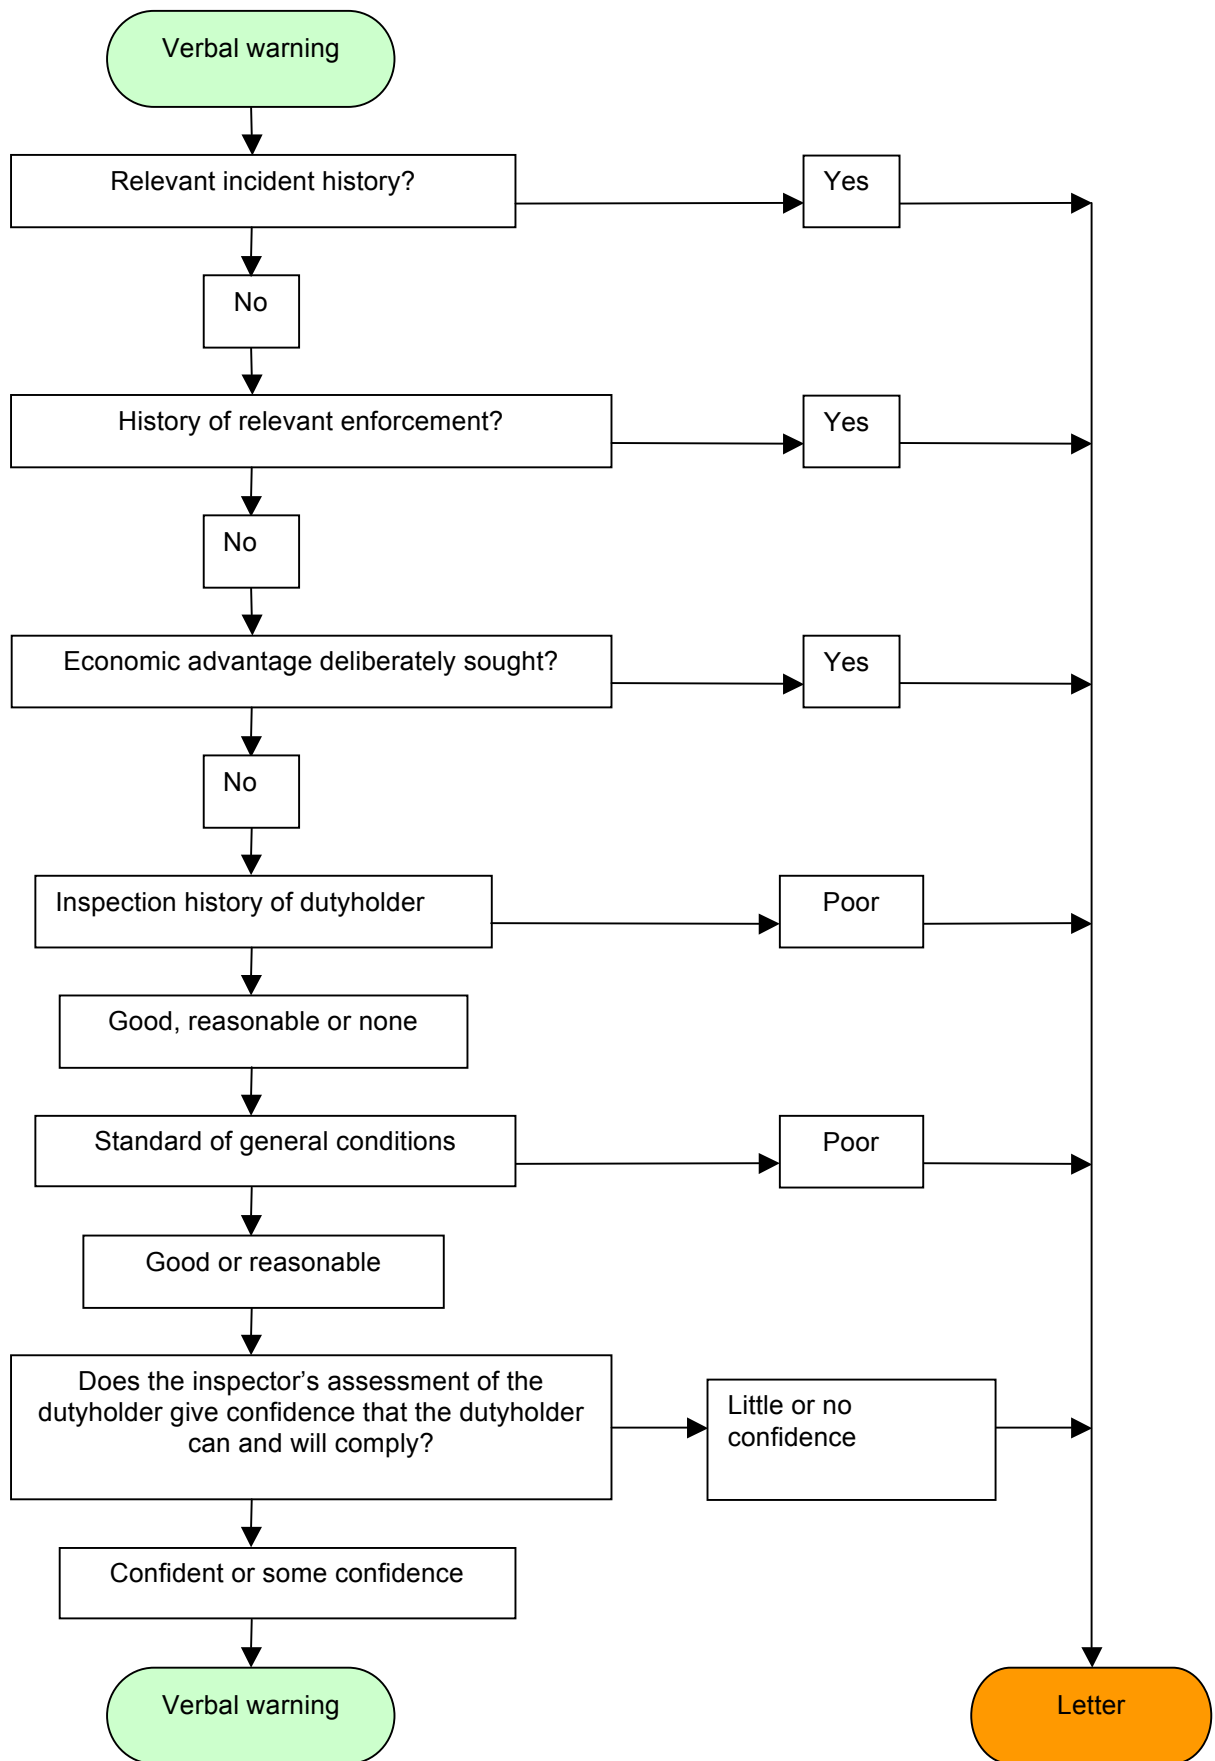 Verbal warning
Relevant incident history?
Yes
No
History of relevant enforcement?
Yes
No
Economic advantage deliberately sought?
Yes
No
Inspection history of dutyholder
Poor
Good, reasonable or none
Standard of general conditions
Poor
Good or reasonable
Does the inspector’s assessment of the
dutyholder give confidence that the dutyholder
can and will comply?
Little or no
confidence
Confident or some confidence
Verbal warning
Letter